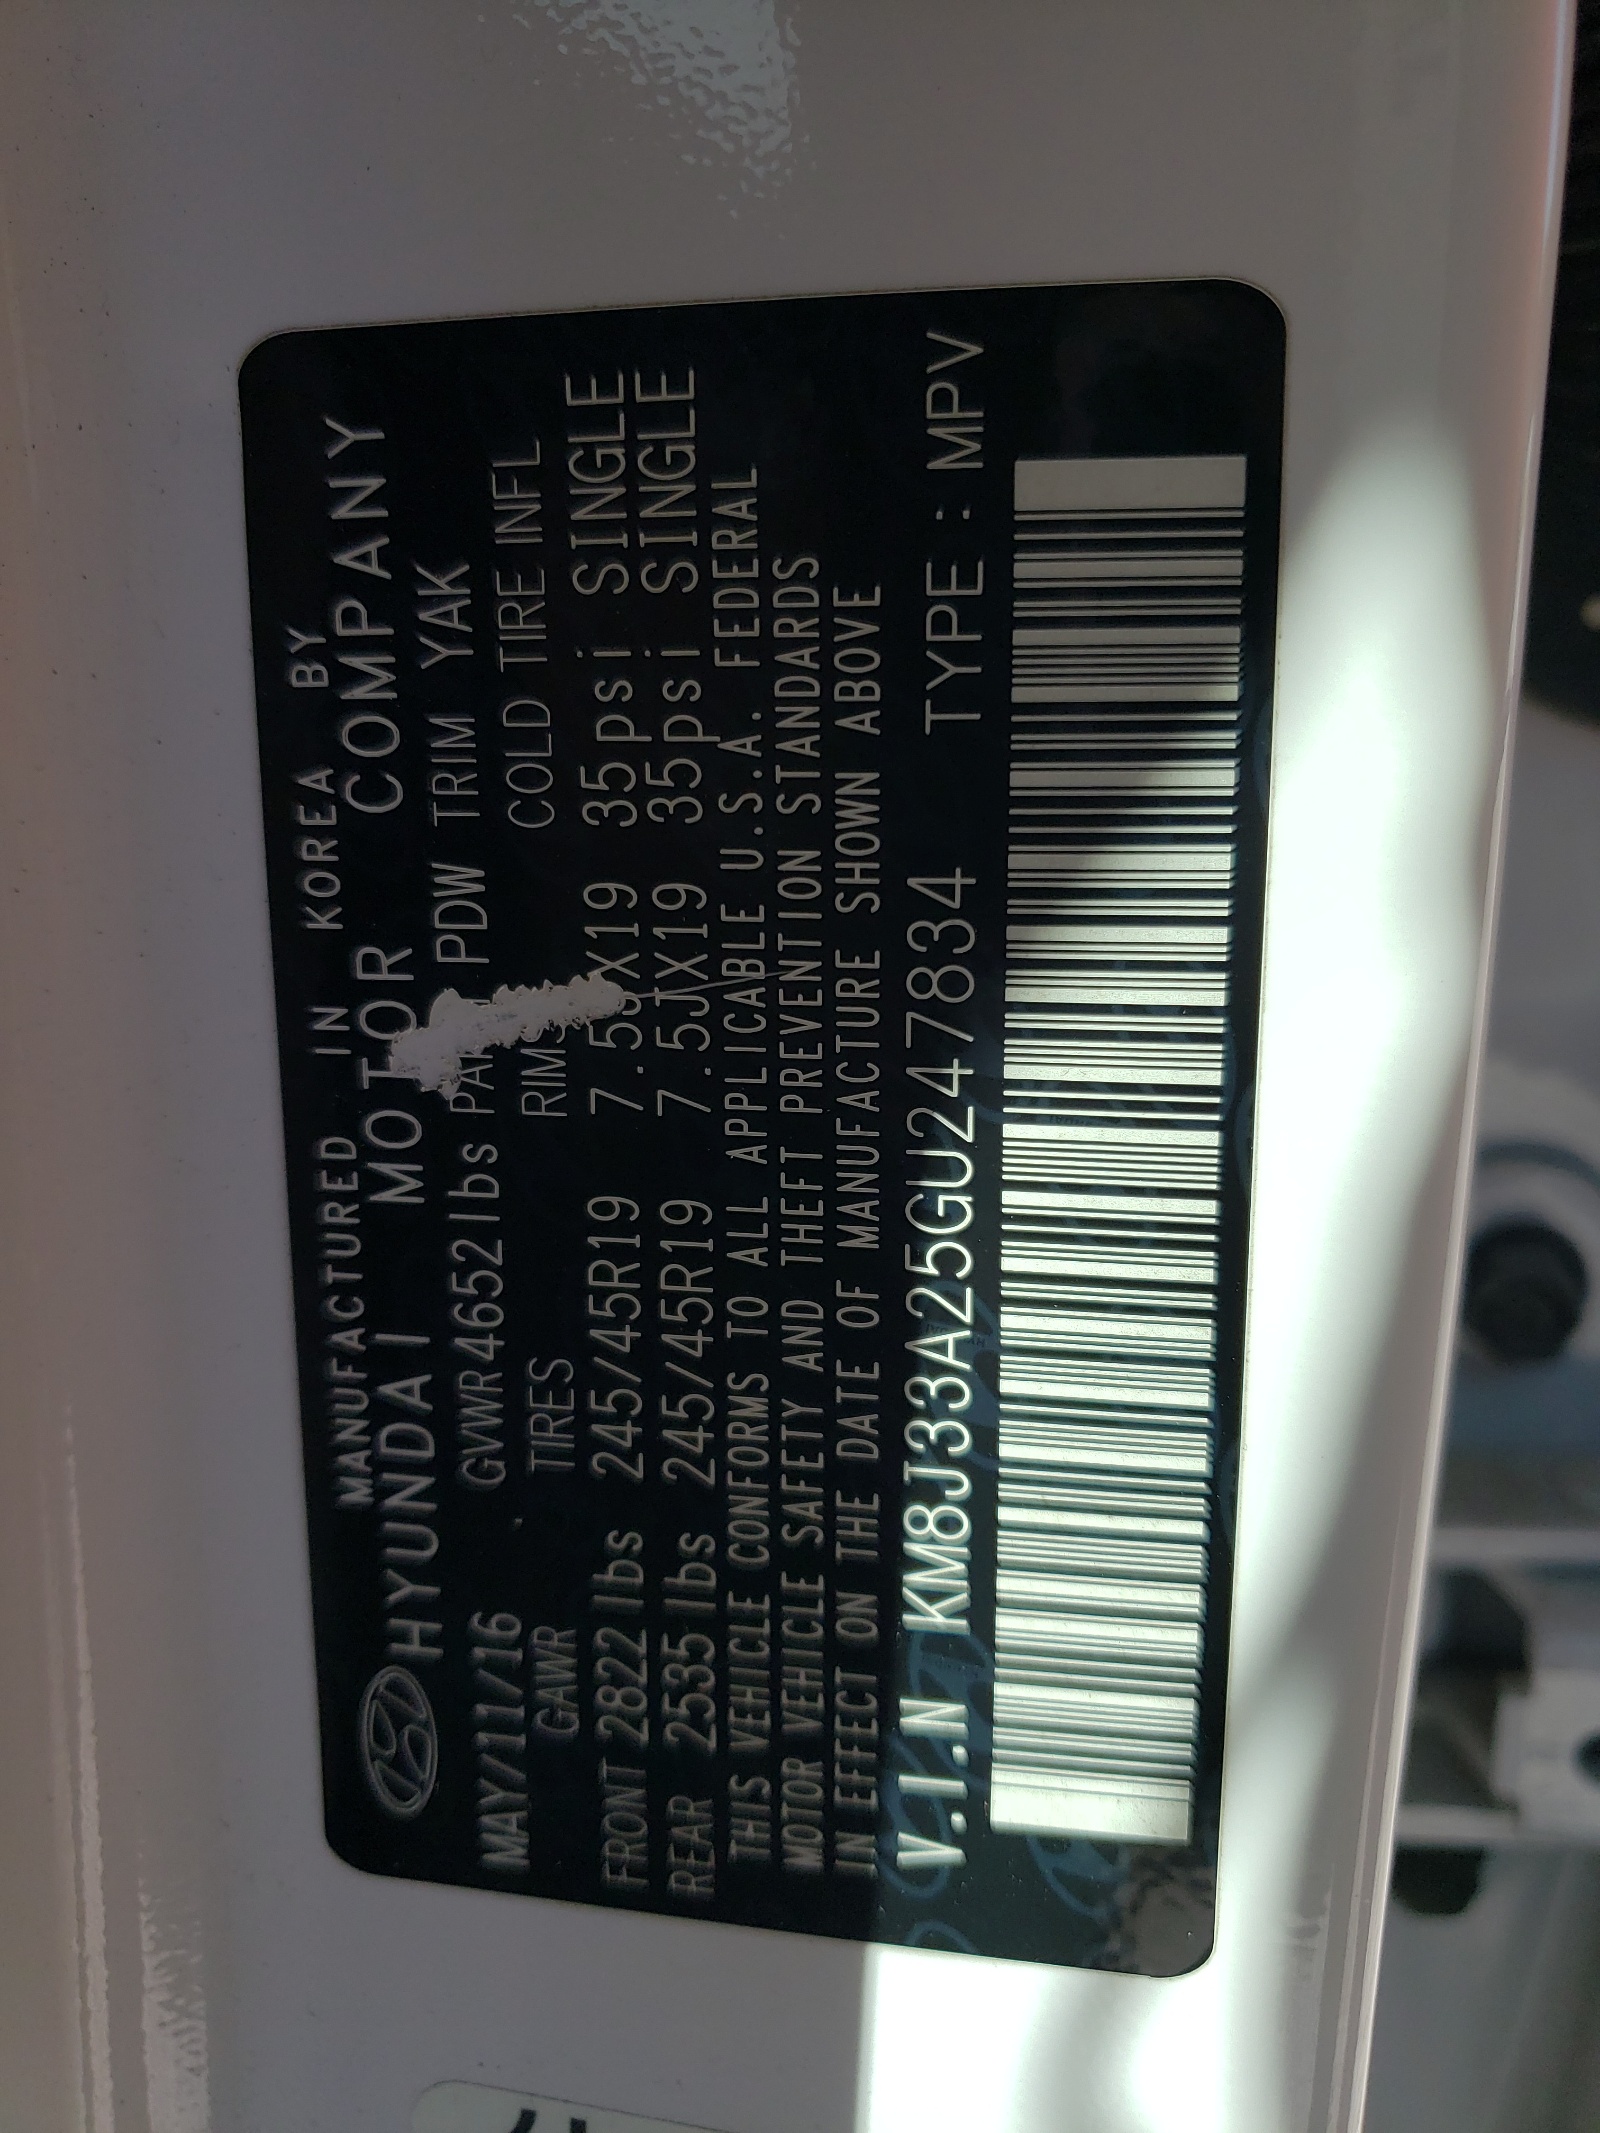 MANUFACTURED IN KOREA BY
HYUNDAI MOTOR COMPANY
MAY/11/16 GVWR4652lbs PDW TRIM YAK
GAWR TIRES RIMS COLD TIRE INFL
FRONT 2822 lbs 245/45R19 7.5JX19 35psi SINGLE
REAR 2535 lbs 245/45R19 7.5JX19 35psi SINGLE
THIS VEHICLE CONFORMS TO ALL APPLICABLE U.S.A. FEDERAL
MOTOR VEHICLE SAFETY AND THEFT PREVENTION STANDARDS
IN EFFECT ON THE DATE OF MANUFACTURE SHOWN ABOVE
V.I.N KM8J33A25GU247834 TYPE : MPV